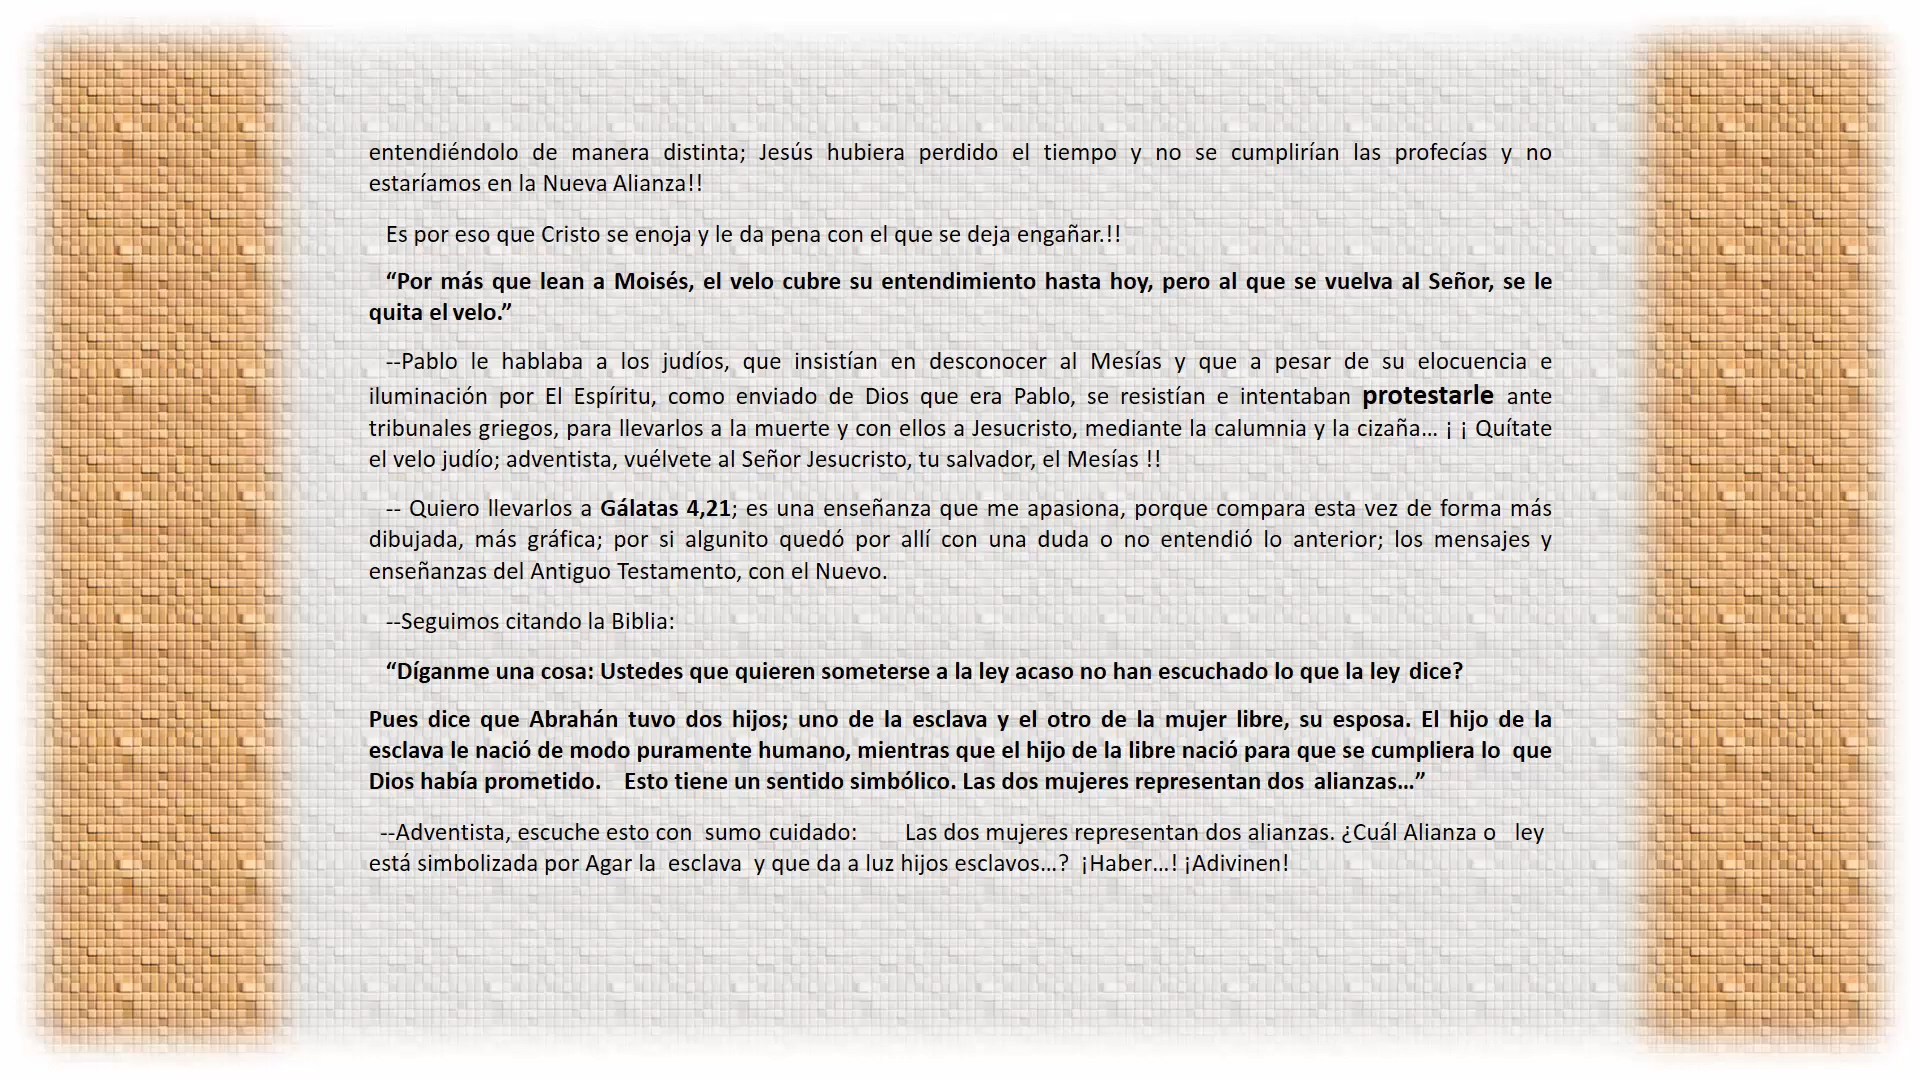 entendiéndolo de manera distinta; Jesús hubiera perdido el tiempo y no se cumplirían las profecías y no
estaríamos en la Nueva Alianza!!
Es por eso que Cristo se enoja y le da pena con el que se deja engañar.!!
“Por más que lean a Moisés, el velo cubre su entendimiento hasta hoy, pero al que se vuelva al Señor, se le
quita el velo.”
--Pablo le hablaba a los judíos, que insistían en desconocer al Mesías y que a pesar de su elocuencia e
iluminación por El Espíritu, como enviado de Dios que era Pablo, se resistían e intentaban protestarle ante
tribunales griegos, para llevarlos a la muerte y con ellos a Jesucristo, mediante la calumnia y la cizaña... ¡ ¡ Quítate
el velo judío; adventista, vuélvete al Señor Jesucristo, tu salvador, el Mesías !!
-- Quiero llevarlos a Gálatas 4,21; es una enseñanza que me apasiona, porque compara esta vez de forma más
dibujada, más gráfica; por si algunito quedó por allí con una duda o no entendió lo anterior; los mensajes y
enseñanzas del Antiguo Testamento, con el Nuevo.
--Seguimos citando la Biblia:
“Díganme una cosa: Ustedes que quieren someterse a la ley acaso no han escuchado lo que la ley dice?
Pues dice que Abrahán tuvo dos hijos; uno de la esclava y el otro de la mujer libre, su esposa. El hijo de la
esclava le nació de modo puramente humano, mientras que el hijo de la libre nació para que se cumpliera lo que
Dios había prometido. Esto tiene un sentido simbólico. Las dos mujeres representan dos alianzas...”
--Adventista, escuche esto con sumo cuidado: Las dos mujeres representan dos alianzas. ¿Cuál Alianza o ley
está simbolizada por Agar la esclava y que da a luz hijos esclavos...? ¡Haber...! ¡Adivinen!